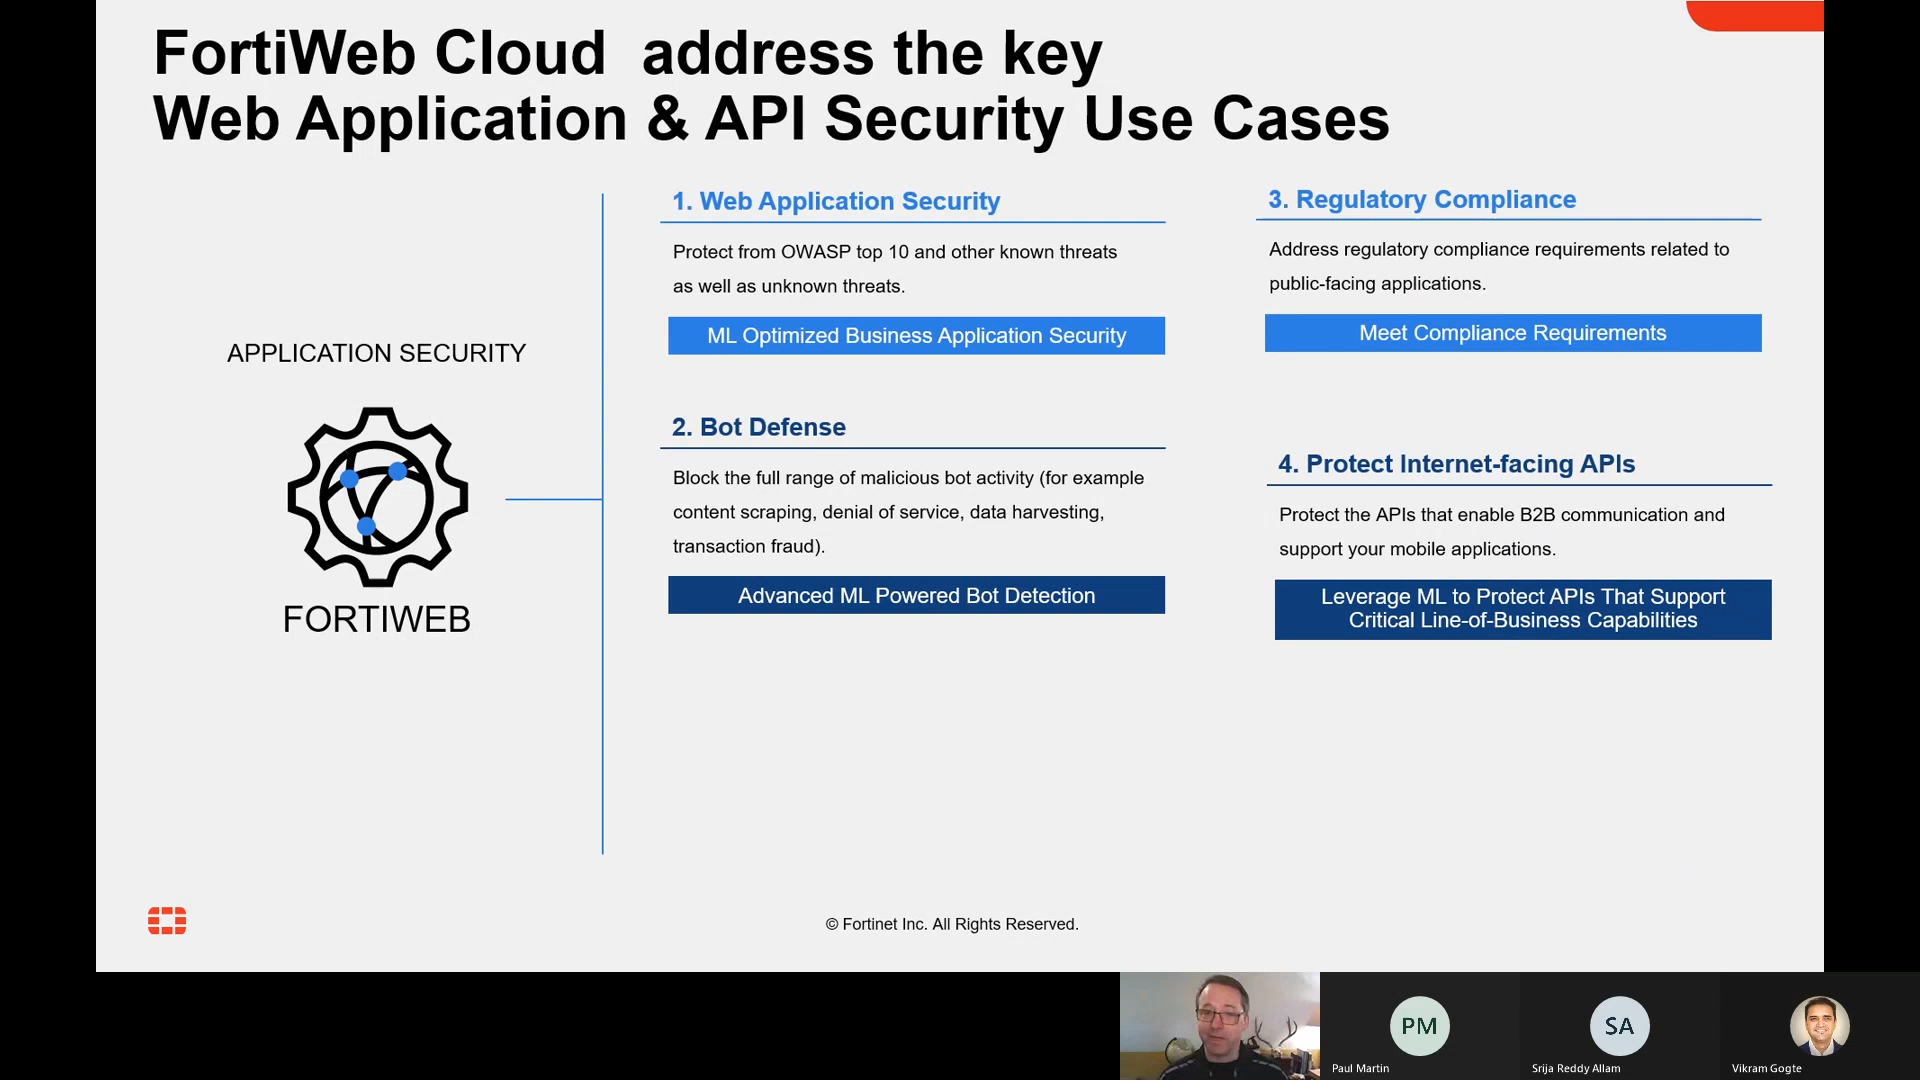 FortiWeb Cloud  address the key
Web Application & API Security Use Cases
APPLICATION SECURITY
FORTIWEB
1. Web Application Security
Protect from OWASP top 10 and other known threats
as well as unknown threats.
ML Optimized Business Application Security
2. Bot Defense
Block the full range of malicious bot activity (for example
content scraping, denial of service, data harvesting,
transaction fraud).
Advanced ML Powered Bot Detection
3. Regulatory Compliance
Address regulatory compliance requirements related to
public-facing applications.
Meet Compliance Requirements
4. Protect Internet-facing APIs
Protect the APIs that enable B2B communication and
support your mobile applications.
Leverage ML to Protect APIs That Support
Critical Line-of-Business Capabilities
© Fortinet Inc. All Rights Reserved.
PM
Paul Martin
SA
Srija Reddy Allam
Vikram Gogte